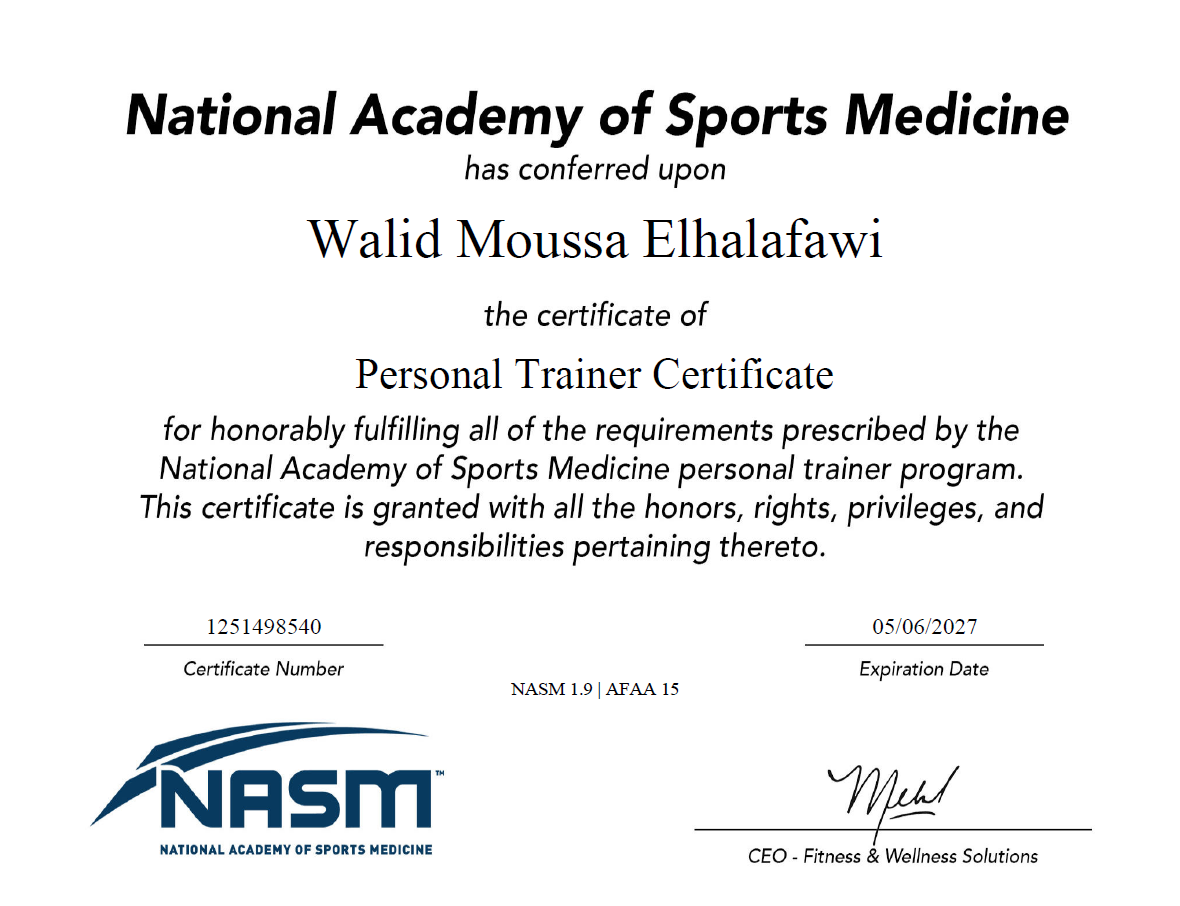 National Academy of Sports Medicine
has conferred upon
Walid Moussa Elhalafawi
the certificate of
Personal Trainer Certificate
for honorably fulfilling all of the requirements prescribed by the
National Academy of Sports Medicine personal trainer program.
This certificate is granted with all the honors, rights, privileges, and
responsibilities pertaining thereto.
1251498540
Certificate Number
05/06/2027
Expiration Date
NASM 1.9 | AFAA 15
NASM™
NATIONAL ACADEMY OF SPORTS MEDICINE
CEO - Fitness & Wellness Solutions